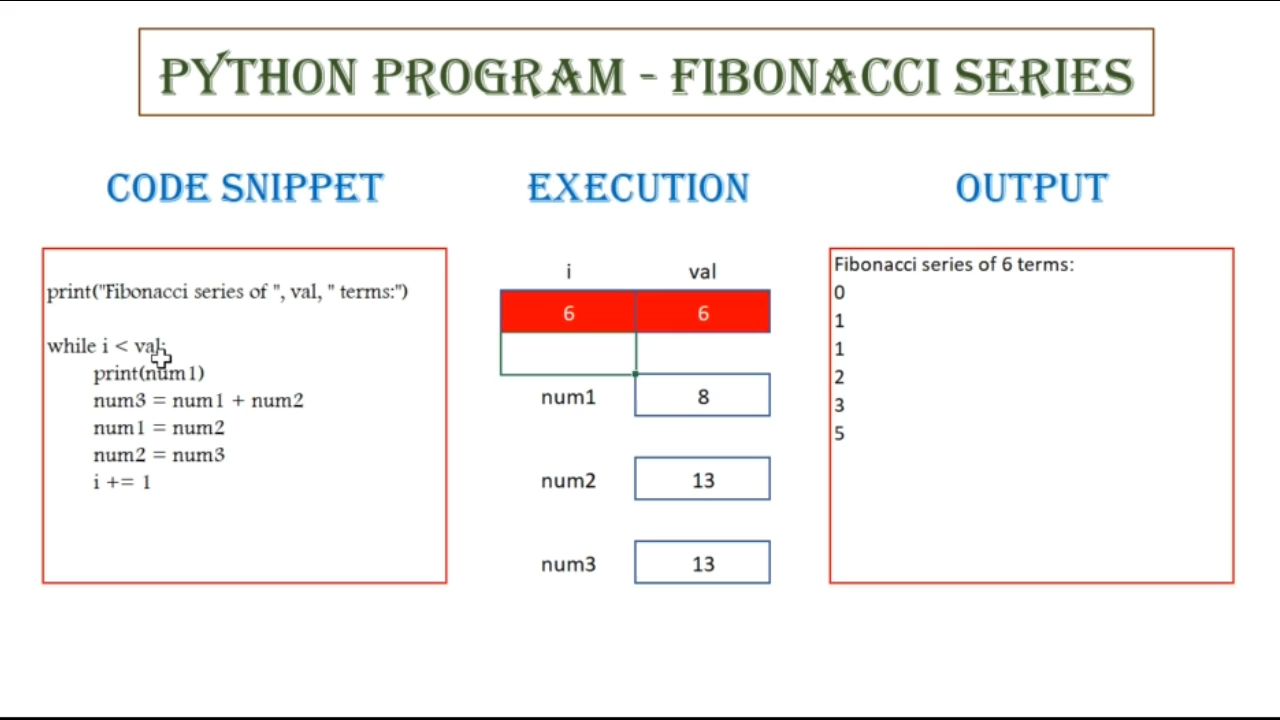 PYTHON PROGRAM - FIBONACCI SERIES
CODE SNIPPET
print("Fibonacci series of ", val, " terms:")
while i < val:
print(num1)
num3 = num1 + num2
num1 = num2
num2 = num3
i += 1
EXECUTION
i val
6 6
num1 8
num2 13
num3 13
OUTPUT
Fibonacci series of 6 terms:
0
1
1
2
3
5